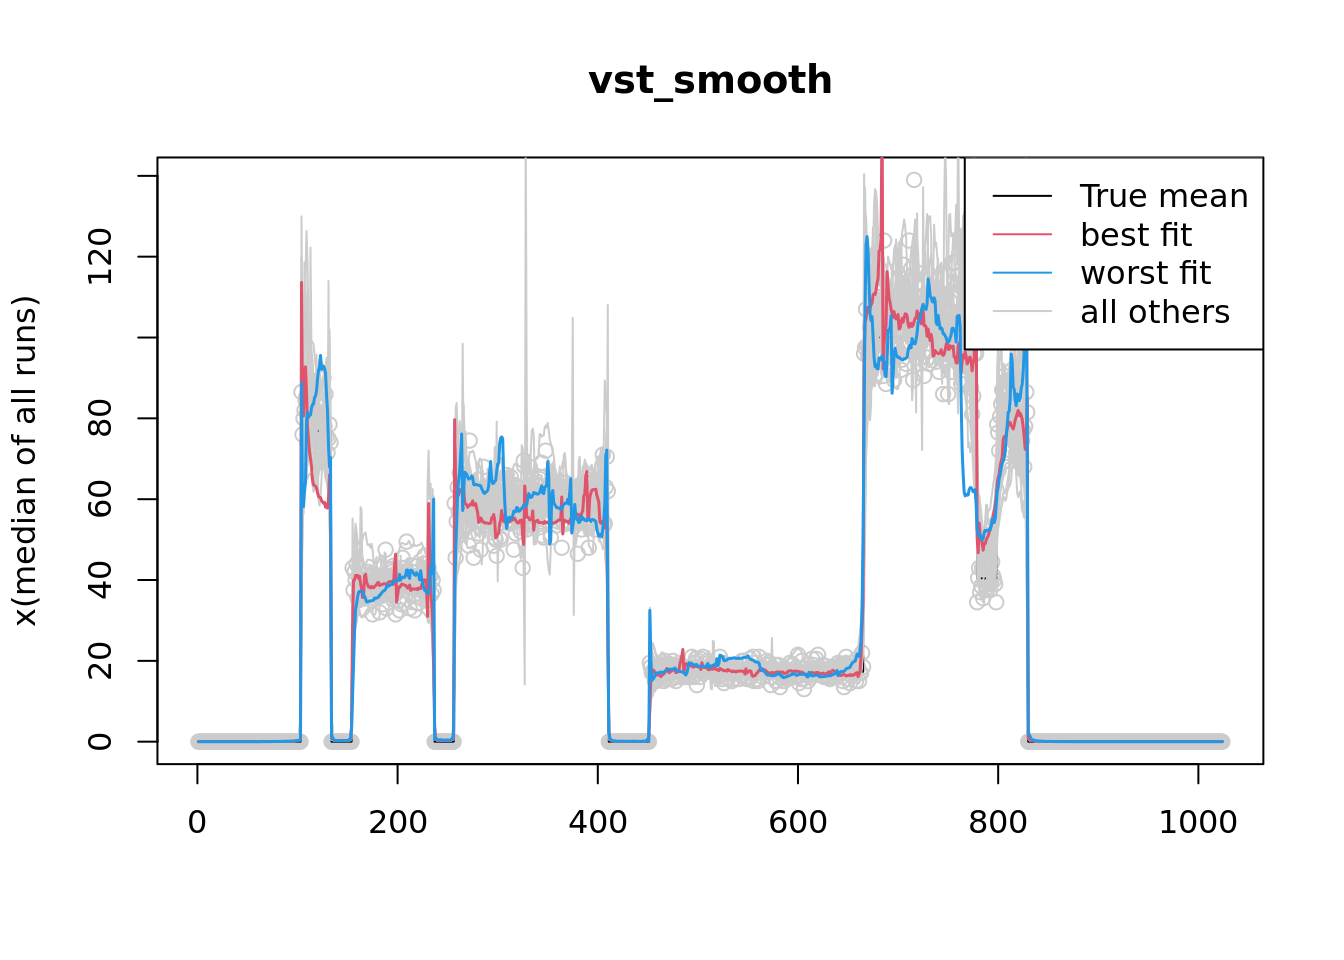 vst_smooth
x(median of all runs)
120
80
60
40
20
0
True mean
best fit
worst fit
all others
0 200 400 600 800 1000